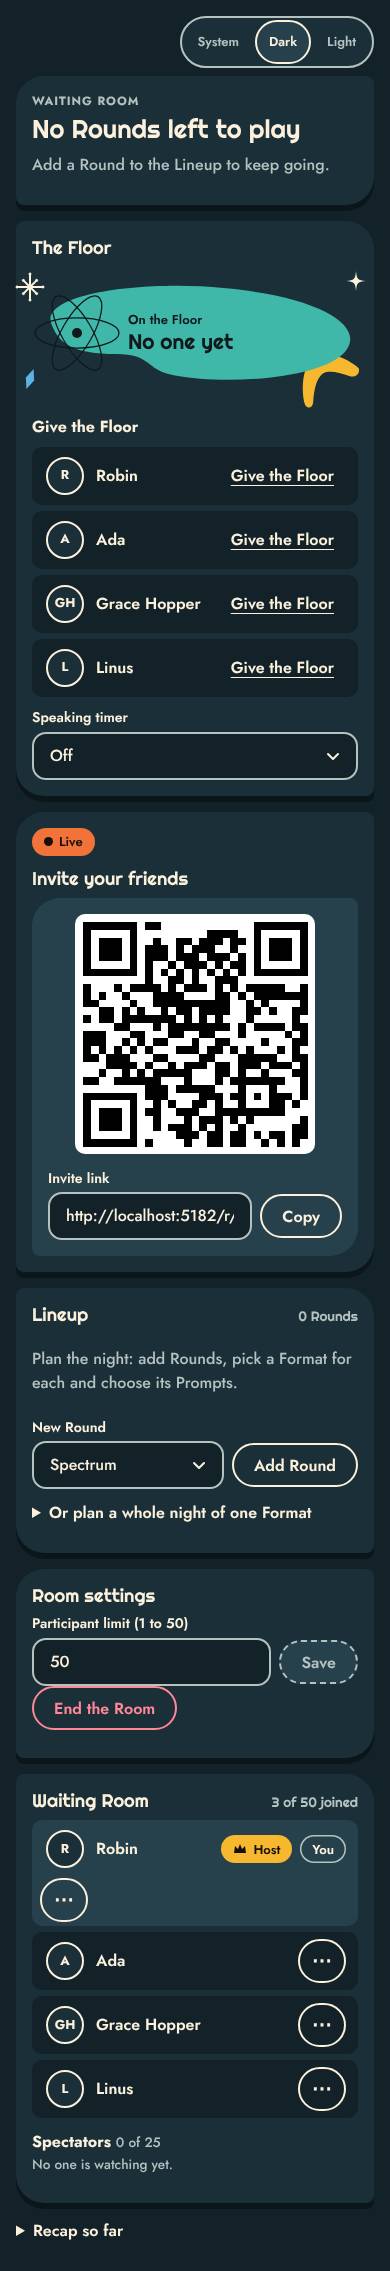 System Dark Light
WAITING ROOM
No Rounds left to play
Add a Round to the Lineup to keep going.
The Floor
On the Floor
No one yet
Give the Floor
R Robin Give the Floor
A Ada Give the Floor
GH Grace Hopper Give the Floor
L Linus Give the Floor
Speaking timer
Off
Live
Invite your friends
Invite link
http://localhost:5182/r/ Copy
Lineup 0 Rounds
Plan the night: add Rounds, pick a Format for
each and choose its Prompts.
New Round
Spectrum Add Round
Or plan a whole night of one Format
Room settings
Participant limit (1 to 50)
50 Save
End the Room
Waiting Room 3 of 50 joined
R Robin Host You
...
A Ada ...
GH Grace Hopper ...
L Linus ...
Spectators 0 of 25
No one is watching yet.
Recap so far